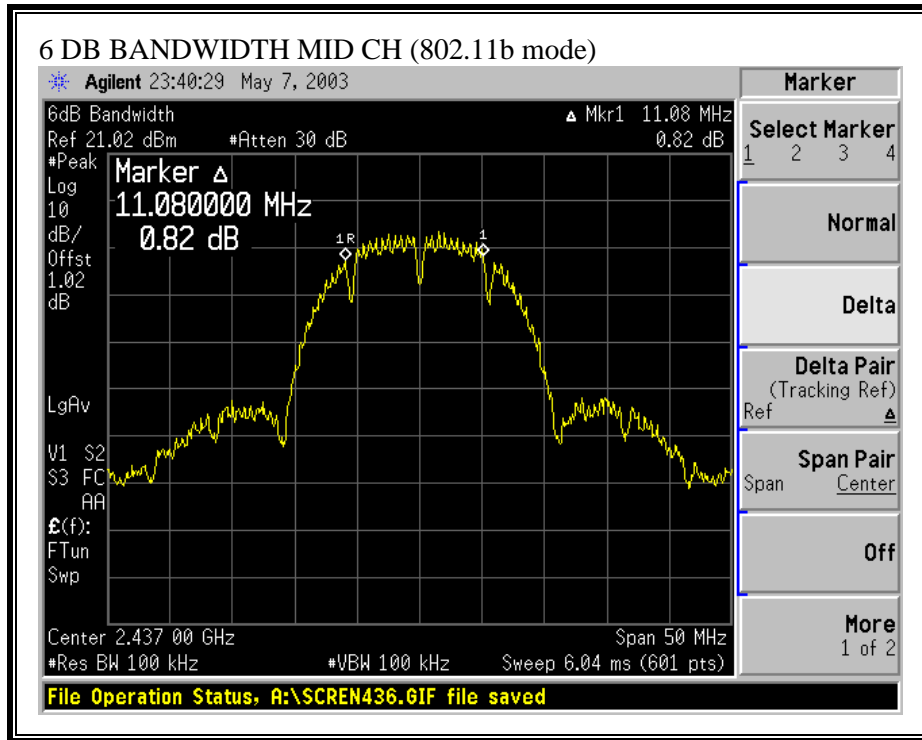 6 DB BANDWIDTH MID CH (802.11b mode)
Agilent 23:40:29 May 7, 2003
6dB Bandwidth
Δ Mkr1 11.08 MHz
Ref 21.02 dBm #Atten 30 dB 0.82 dB
#Peak
Log
10
dB/
Offst
1.02
dB
Marker Δ
11.080000 MHz
0.82 dB
1R
1
LgAv
V1 S2
S3 FC
AA
£(f):
FTun
Swp
Center 2.437 00 GHz Span 50 MHz
#Res BW 100 kHz #VBW 100 kHz Sweep 6.04 ms (601 pts)
File Operation Status, A:\SCREN436.GIF file saved
Marker
Select Marker
1 2 3 4
Normal
Delta
Delta Pair
(Tracking Ref)
Ref Δ
Span Pair
Span Center
Off
More
1 of 2